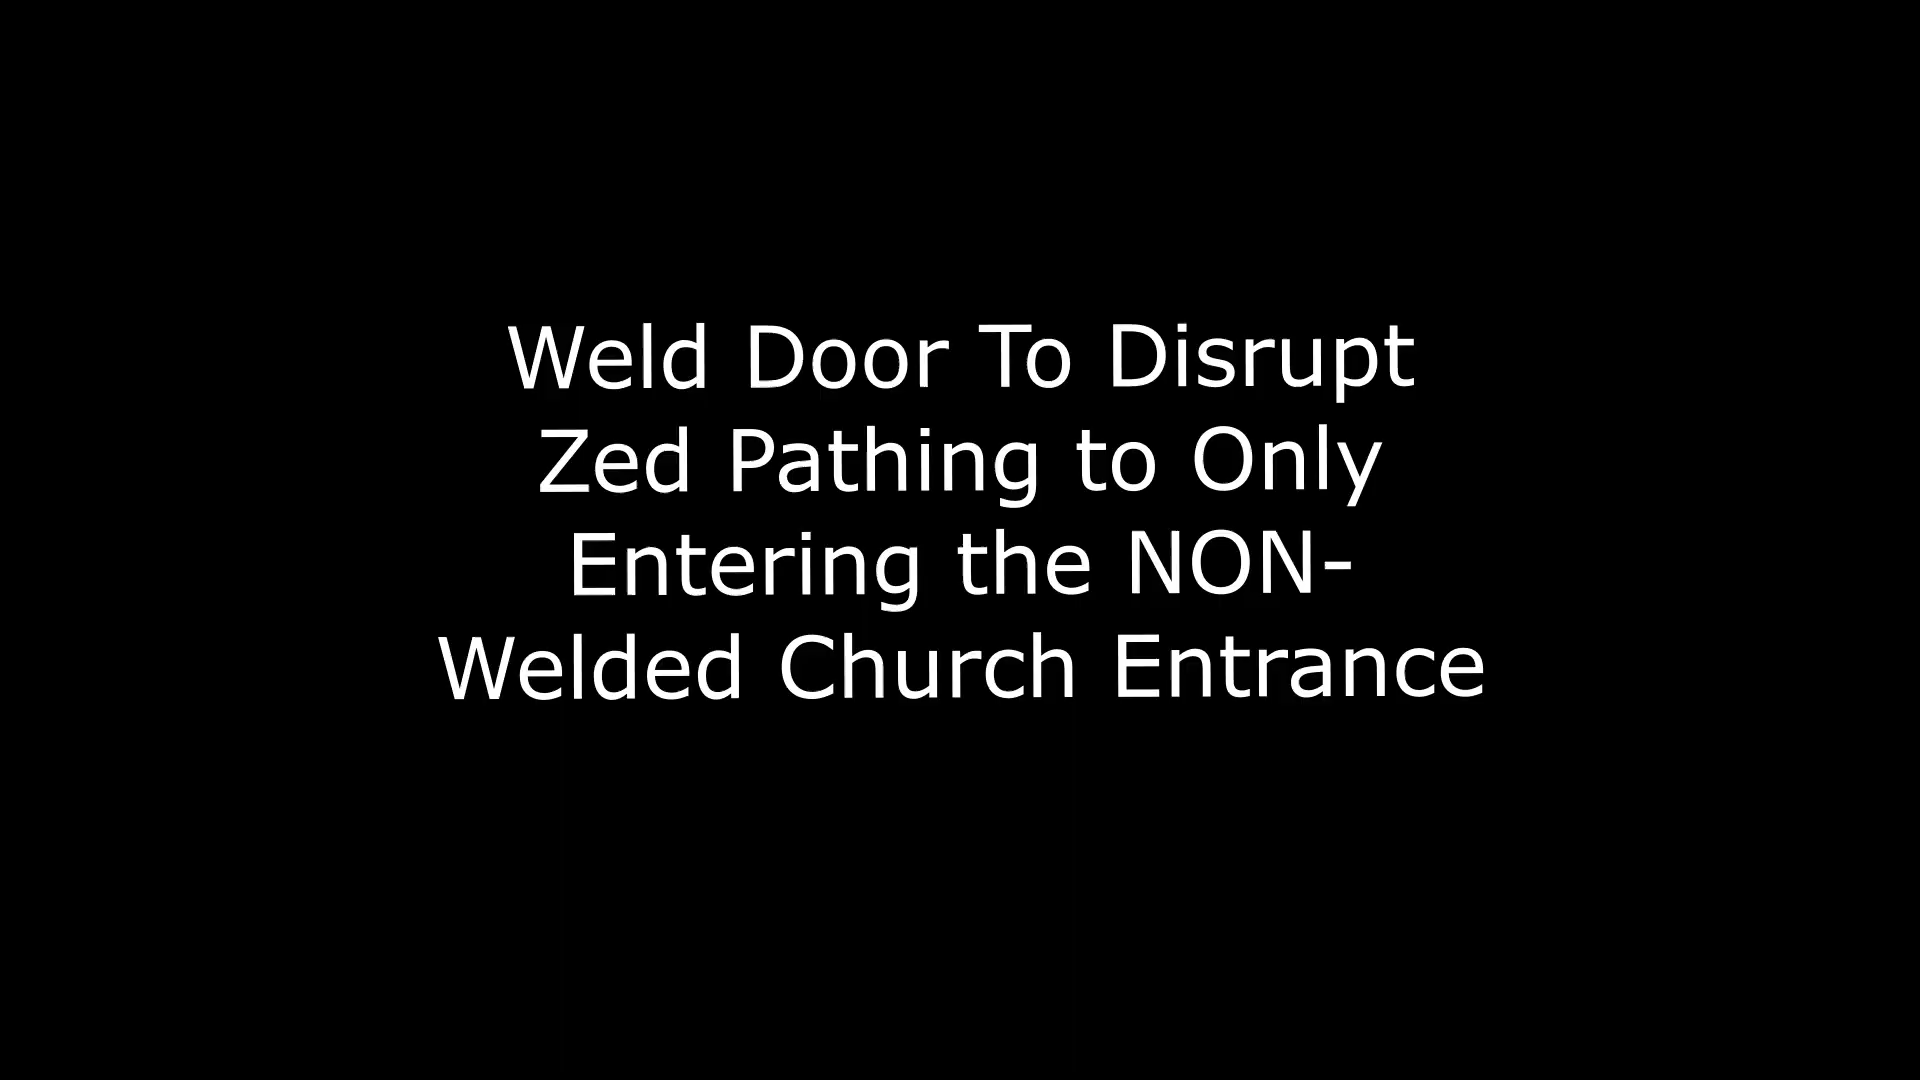 Weld Door To Disrupt
Zed Pathing to Only
Entering the NON-
Welded Church Entrance